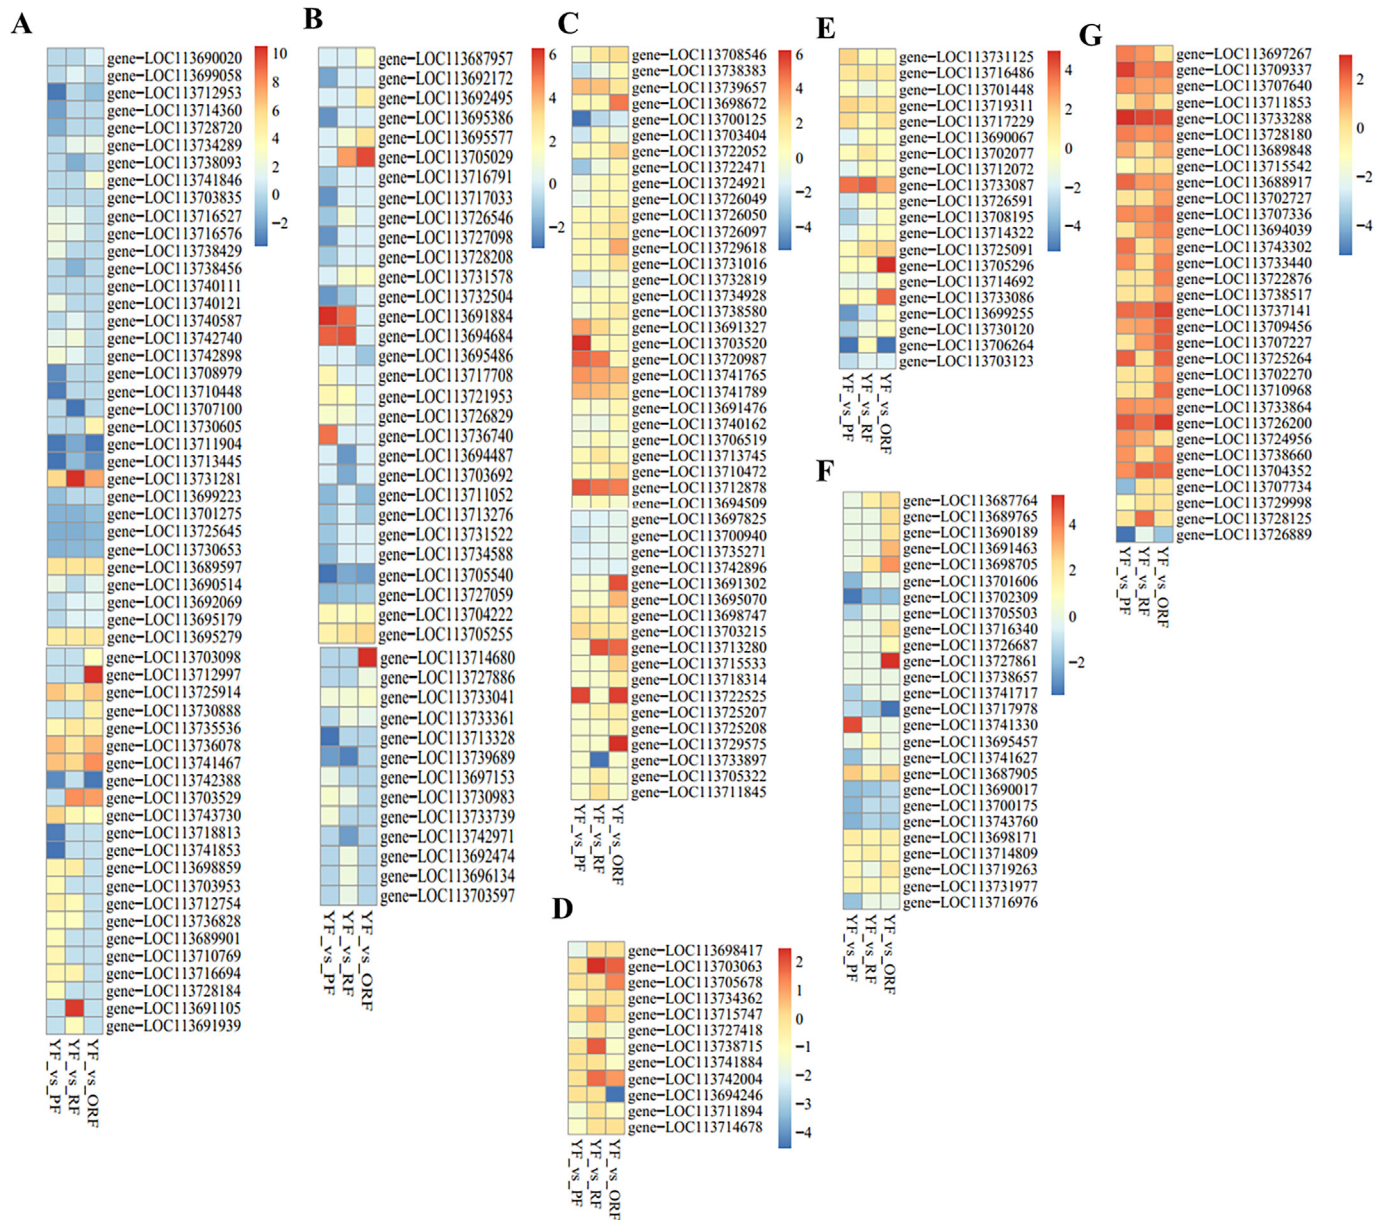 A
gene-LOC113690020
gene-LOC113699058
gene-LOC113712953
gene-LOC113714360
gene-LOC113728720
gene-LOC113734289
gene-LOC113738093
gene-LOC113741846
gene-LOC113703835
gene-LOC113716527
gene-LOC113716576
gene-LOC113738429
gene-LOC113738456
gene-LOC113740111
gene-LOC113740121
gene-LOC113740587
gene-LOC113742740
gene-LOC113742898
gene-LOC113708979
gene-LOC113710448
gene-LOC113707100
gene-LOC113730605
gene-LOC113711904
gene-LOC113713445
gene-LOC113731281
gene-LOC113699223
gene-LOC113701275
gene-LOC113725645
gene-LOC113730653
gene-LOC113689597
gene-LOC113690514
gene-LOC113692069
gene-LOC113695179
gene-LOC113695279
gene-LOC113703098
gene-LOC113712997
gene-LOC113725914
gene-LOC113730888
gene-LOC113735536
gene-LOC113736078
gene-LOC113741467
gene-LOC113742388
gene-LOC113703529
gene-LOC113743730
gene-LOC113718813
gene-LOC113741853
gene-LOC113698859
gene-LOC113703953
gene-LOC113712754
gene-LOC113736828
gene-LOC113689901
gene-LOC113710769
gene-LOC113716694
gene-LOC113728184
gene-LOC113691105
gene-LOC113691939
YF_vs_PF
YF_vs_RF
YF_vs_ORF
10
8
6
4
2
0
−2
B
gene-LOC113687957
gene-LOC113692172
gene-LOC113692495
gene-LOC113695386
gene-LOC113695577
gene-LOC113705029
gene-LOC113716791
gene-LOC113717033
gene-LOC113726546
gene-LOC113727098
gene-LOC113728208
gene-LOC113731578
gene-LOC113732504
gene-LOC113691884
gene-LOC113694684
gene-LOC113695486
gene-LOC113717708
gene-LOC113721953
gene-LOC113726829
gene-LOC113736740
gene-LOC113694487
gene-LOC113703692
gene-LOC113711052
gene-LOC113713276
gene-LOC113731522
gene-LOC113734588
gene-LOC113705540
gene-LOC113727059
gene-LOC113704222
gene-LOC113705255
gene-LOC113714680
gene-LOC113727886
gene-LOC113733041
gene-LOC113733361
gene-LOC113713328
gene-LOC113739689
gene-LOC113697153
gene-LOC113730983
gene-LOC113733739
gene-LOC113742971
gene-LOC113692474
gene-LOC113696134
gene-LOC113703597
YF_vs_PF
YF_vs_RF
YF_vs_ORF
6
4
2
0
−2
C
gene-LOC113708546
gene-LOC113738383
gene-LOC113739657
gene-LOC113698672
gene-LOC113700125
gene-LOC113703404
gene-LOC113722052
gene-LOC113722471
gene-LOC113724921
gene-LOC113726049
gene-LOC113726050
gene-LOC113726097
gene-LOC113729618
gene-LOC113731016
gene-LOC113732819
gene-LOC113734928
gene-LOC113738580
gene-LOC113691327
gene-LOC113703520
gene-LOC113720987
gene-LOC113741765
gene-LOC113741789
gene-LOC113691476
gene-LOC113740162
gene-LOC113706519
gene-LOC113713745
gene-LOC113710472
gene-LOC113712878
gene-LOC113694509
gene-LOC113697825
gene-LOC113700940
gene-LOC113735271
gene-LOC113742896
gene-LOC113691302
gene-LOC113695070
gene-LOC113698747
gene-LOC113703215
gene-LOC113713280
gene-LOC113715533
gene-LOC113718314
gene-LOC113722525
gene-LOC113725207
gene-LOC113725208
gene-LOC113729575
gene-LOC113733897
gene-LOC113705322
gene-LOC113711845
YF_vs_PF
YF_vs_RF
YF_vs_ORF
6
4
2
0
−2
−4
D
gene-LOC113698417
gene-LOC113703063
gene-LOC113705678
gene-LOC113734362
gene-LOC113715747
gene-LOC113727418
gene-LOC113738715
gene-LOC113741884
gene-LOC113742004
gene-LOC113694246
gene-LOC113711894
gene-LOC113714678
YF_vs_PF
YF_vs_RF
YF_vs_ORF
2
1
0
−1
−2
−3
−4
E
gene-LOC113731125
gene-LOC113716486
gene-LOC113701448
gene-LOC113719311
gene-LOC113717229
gene-LOC113690067
gene-LOC113702077
gene-LOC113712072
gene-LOC113733087
gene-LOC113726591
gene-LOC113708195
gene-LOC113714322
gene-LOC113725091
gene-LOC113705296
gene-LOC113714692
gene-LOC113733086
gene-LOC113699255
gene-LOC113730120
gene-LOC113706264
gene-LOC113703123
YF_vs_PF
YF_vs_RF
YF_vs_ORF
4
2
0
−2
−4
F
gene-LOC113687764
gene-LOC113689765
gene-LOC113690189
gene-LOC113691463
gene-LOC113698705
gene-LOC113701606
gene-LOC113702309
gene-LOC113705503
gene-LOC113716340
gene-LOC113726687
gene-LOC113727861
gene-LOC113738657
gene-LOC113741717
gene-LOC113717978
gene-LOC113741330
gene-LOC113695457
gene-LOC113741627
gene-LOC113687905
gene-LOC113690017
gene-LOC113700175
gene-LOC113743760
gene-LOC113698171
gene-LOC113714809
gene-LOC113719263
gene-LOC113731977
gene-LOC113716976
YF_vs_PF
YF_vs_RF
YF_vs_ORF
4
2
0
−2
G
gene-LOC113697267
gene-LOC113709337
gene-LOC113707640
gene-LOC113711853
gene-LOC113733288
gene-LOC113728180
gene-LOC113689848
gene-LOC113715542
gene-LOC113688917
gene-LOC113702727
gene-LOC113707336
gene-LOC113694039
gene-LOC113743302
gene-LOC113733440
gene-LOC113722876
gene-LOC113738517
gene-LOC113737141
gene-LOC113709456
gene-LOC113707227
gene-LOC113725264
gene-LOC113702270
gene-LOC113710968
gene-LOC113733864
gene-LOC113726200
gene-LOC113724956
gene-LOC113738660
gene-LOC113704352
gene-LOC113707734
gene-LOC113729998
gene-LOC113728125
gene-LOC113726889
YF_vs_PF
YF_vs_RF
YF_vs_ORF
2
0
−2
−4